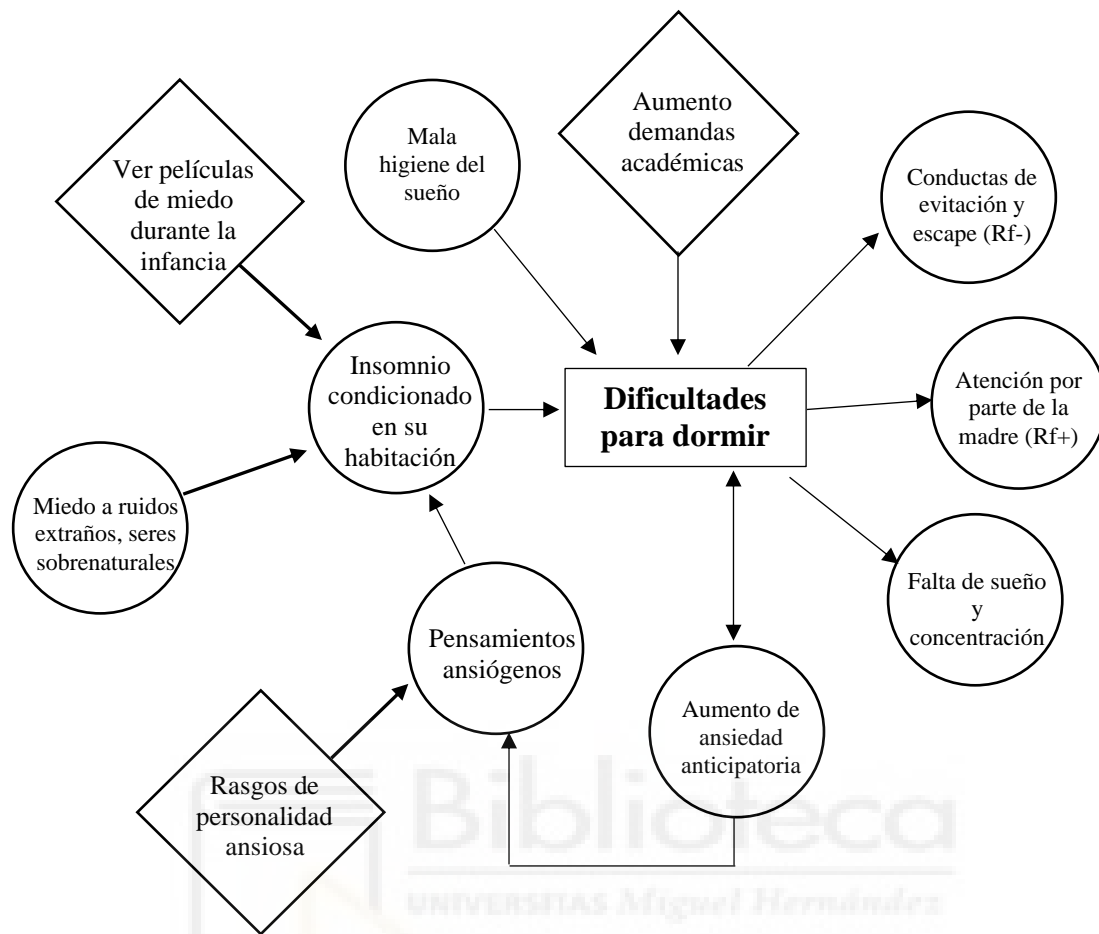 Ver películas
de miedo
durante la
infancia
Mala
higiene del
sueño
Aumento
demandas
académicas
Conductas de
evitación y
escape (Rf-)
Insomnio
condicionado
en su
habitación
Dificultades
para dormir
Atención por
parte de la
madre (Rf+)
Miedo a ruidos
extraños, seres
sobrenaturales
Pensamientos
ansiógenos
Falta de sueño
y
concentración
Aumento de
ansiedad
anticipatoria
Rasgos de
personalidad
ansiosa
Biblioteca
UNIVERSITAS Miguel Hernández